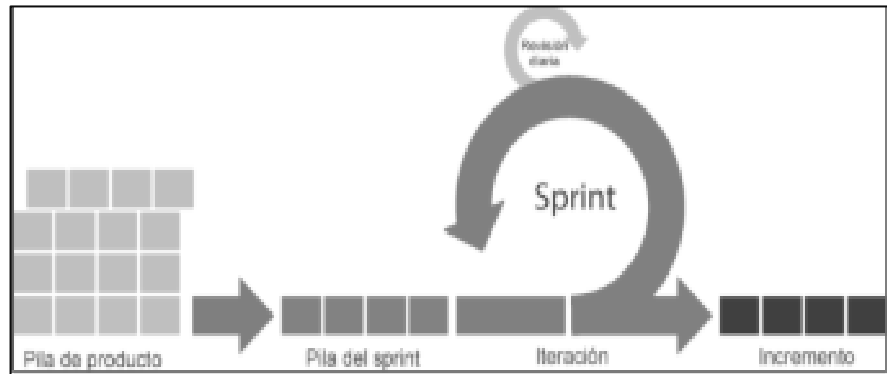 Revisión
diaria
Sprint
Pila de producto
Pila del sprint
Iteración
Incremento